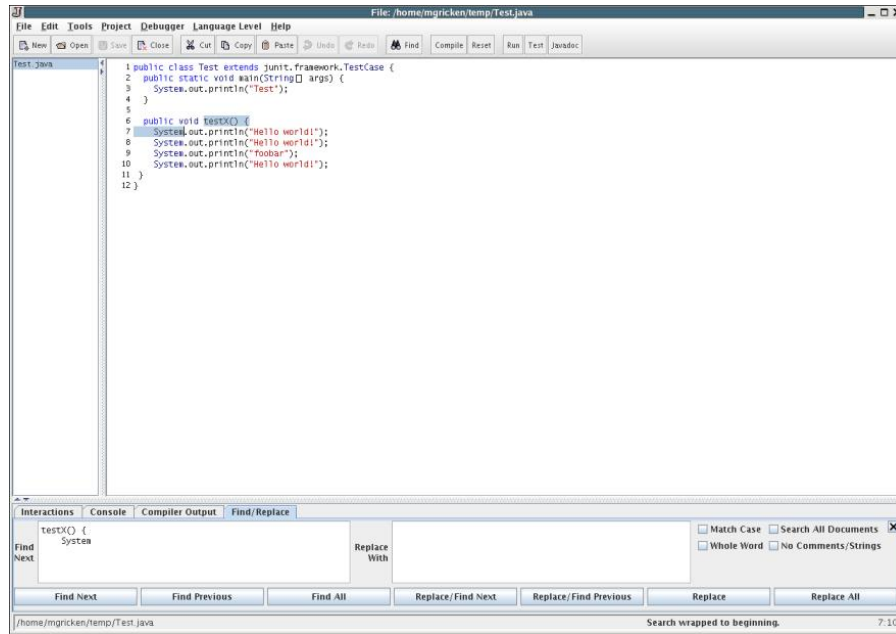 File: /home/mgricken/temp/Test.java
File Edit Tools Project Debugger Language Level Help
New Open Save Close Cut Copy Paste Undo Redo Find Compile Reset Run Test Javadoc
Test.java
1 public class Test extends junit.framework.TestCase {
2 public static void main(String[] args) {
3 System.out.println("Test");
4 }
5
6 public void testX() {
7 System.out.println("Hello world!");
8 System.out.println("Hello world!");
9 System.out.println("foobar");
10 System.out.println("Hello world!");
11 }
12 }
Interactions Console Compiler Output Find/Replace
Find Next
testX() {
System
Replace With
Match Case Search All Documents
Whole Word No Comments/Strings
Find Next Find Previous Find All Replace/Find Next Replace/Find Previous Replace Replace All
/home/mgricken/temp/Test.java Search wrapped to beginning.